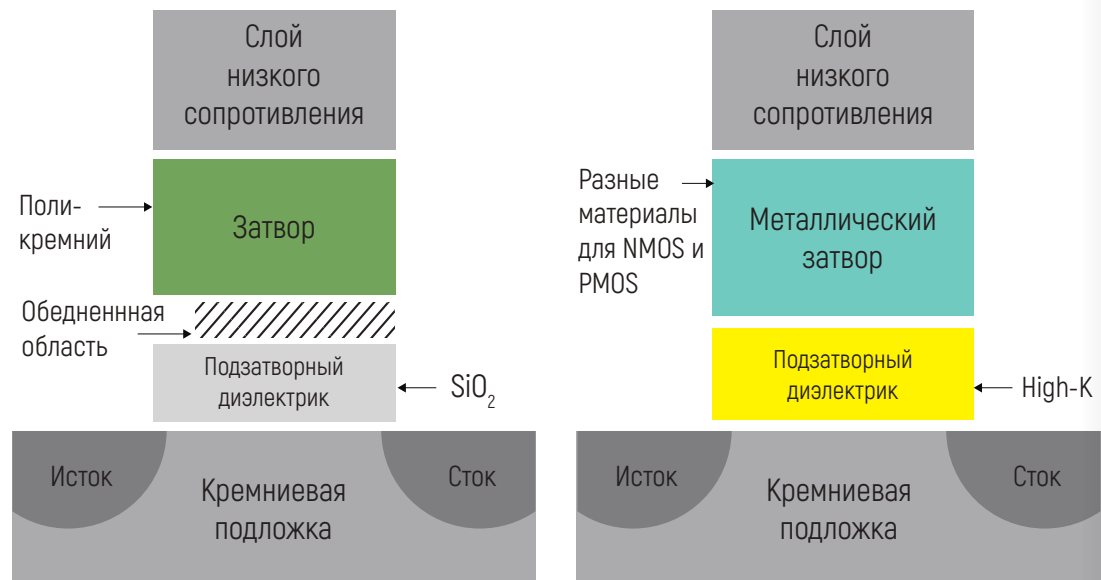 Слой
низкого
сопротивления
Поли-
кремний
Затвор
Обедненнная
область
Подзатворный
диэлектрик
SiO₂
Исток
Кремниевая
подложка
Сток
Слой
низкого
сопротивления
Разные
материалы
для NMOS и
PMOS
Металлический
затвор
Подзатворный
диэлектрик
High-K
Исток
Кремниевая
подложка
Сток